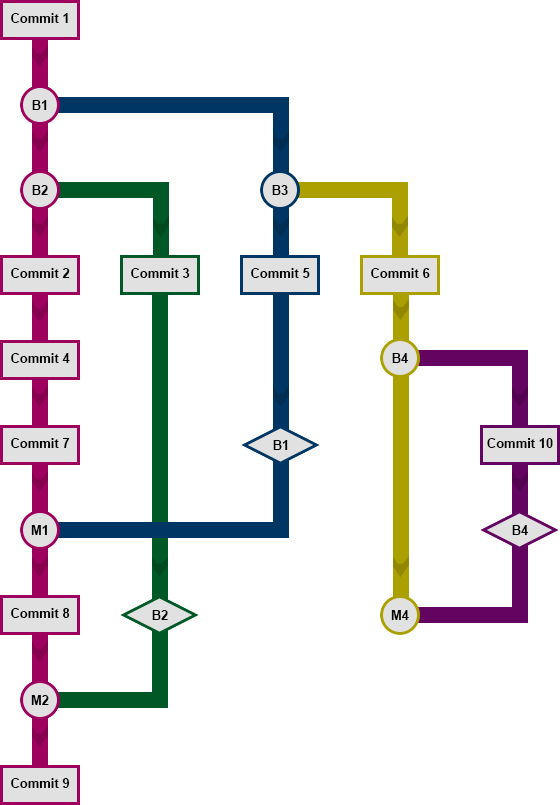 Commit 1
B1
B2
B3
Commit 2
Commit 3
Commit 5
Commit 6
Commit 4
B4
Commit 7
B1
Commit 10
M1
B4
Commit 8
B2
M4
M2
Commit 9